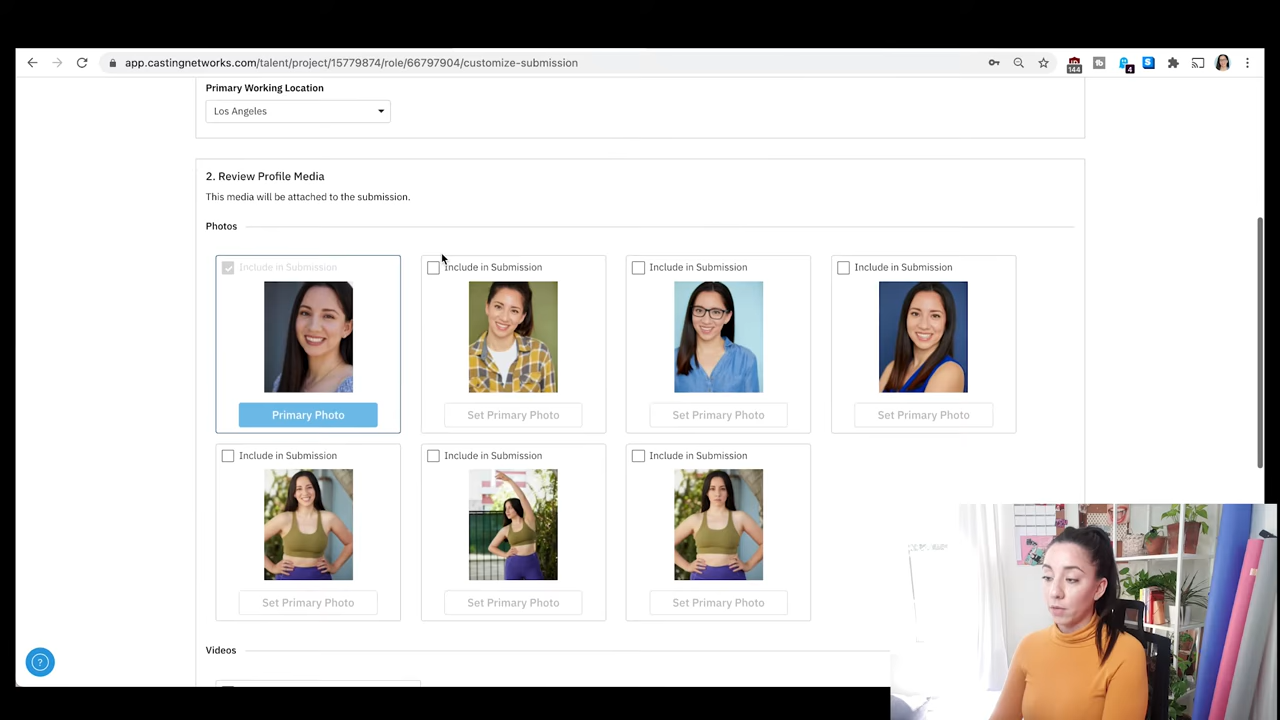 app.castingnetworks.com/talent/project/15779874/role/66797904/customize-submission
144
4
Primary Working Location
Los Angeles
2. Review Profile Media
This media will be attached to the submission.
Photos
Include in Submission
Include in Submission
Include in Submission
Include in Submission
Primary Photo
Set Primary Photo
Set Primary Photo
Set Primary Photo
Include in Submission
Include in Submission
Include in Submission
Set Primary Photo
Set Primary Photo
Set Primary Photo
Videos
?